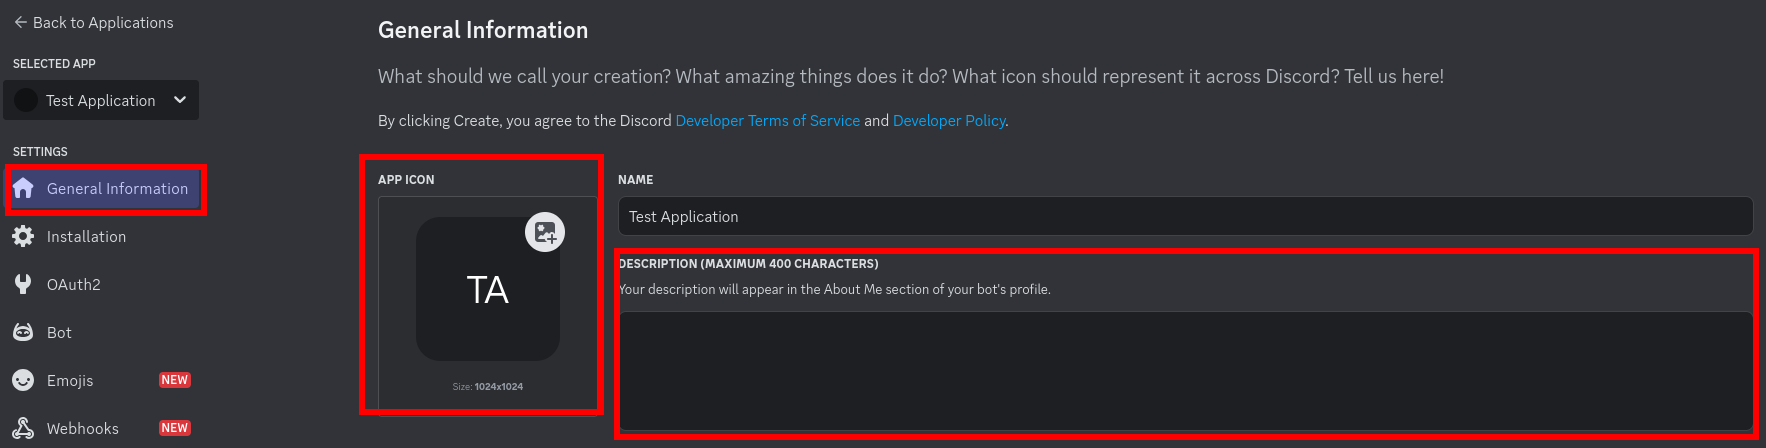 Back to Applications
SELECTED APP
Test Application
SETTINGS
General Information
Installation
OAuth2
Bot
Emojis NEW
Webhooks NEW
General Information
What should we call your creation? What amazing things does it do? What icon should represent it across Discord? Tell us here!
By clicking Create, you agree to the Discord Developer Terms of Service and Developer Policy.
APP ICON
TA
Size: 1024x1024
NAME
Test Application
DESCRIPTION (MAXIMUM 400 CHARACTERS)
Your description will appear in the About Me section of your bot's profile.